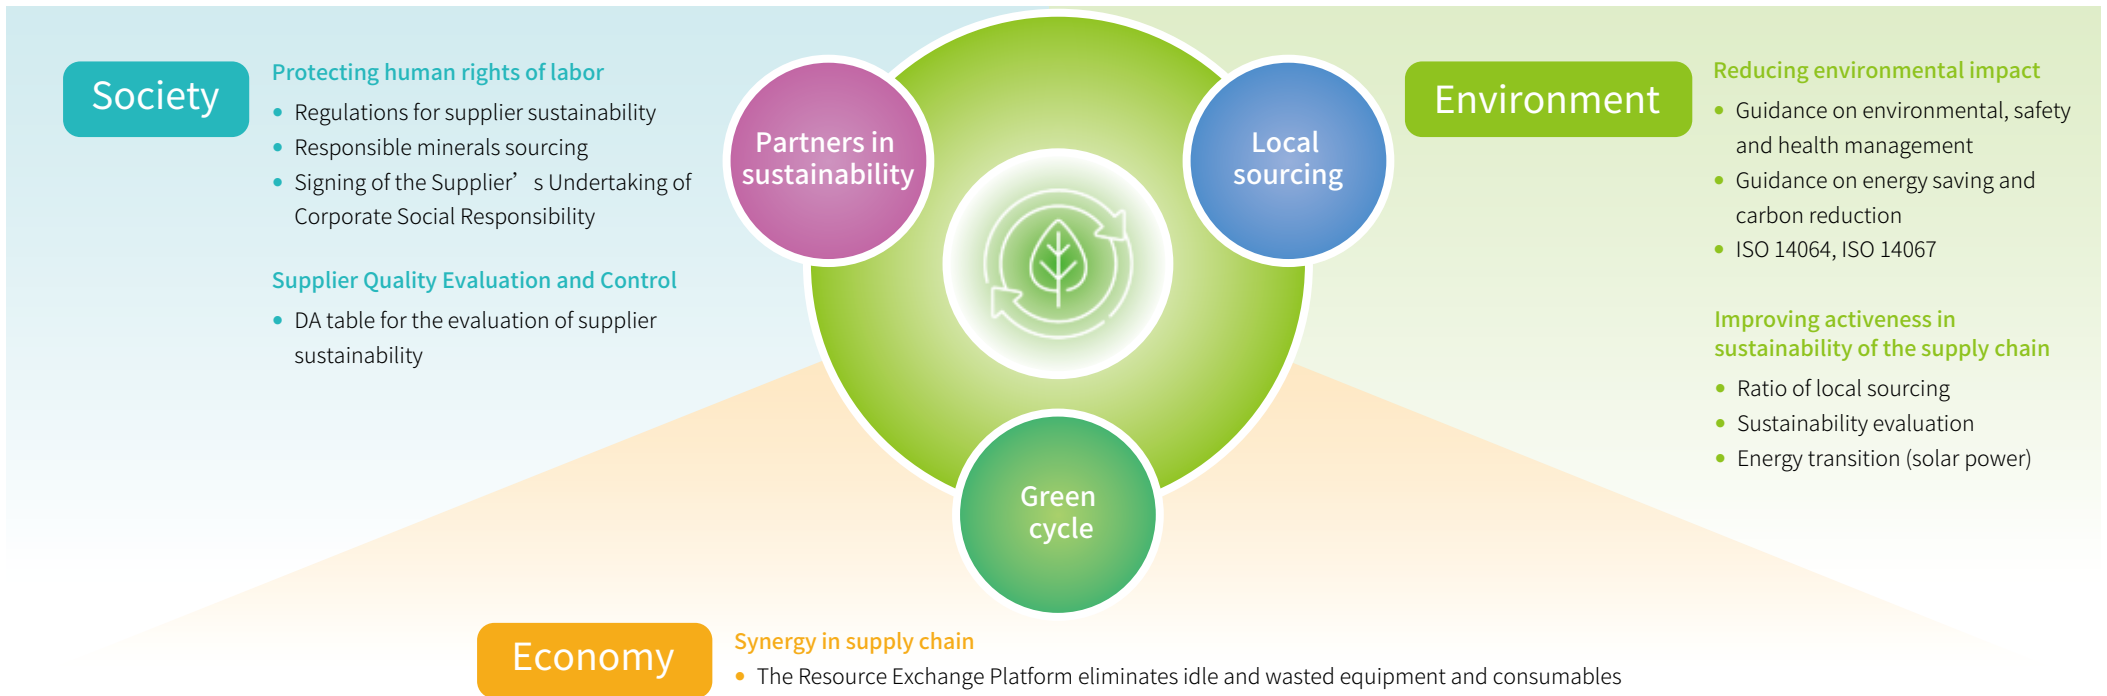 Society
Protecting human rights of labor
• Regulations for supplier sustainability
• Responsible minerals sourcing
• Signing of the Supplier’ s Undertaking of
Corporate Social Responsibility
Supplier Quality Evaluation and Control
• DA table for the evaluation of supplier
sustainability
Partners in
sustainability
Local
sourcing
Green
cycle
Environment
Reducing environmental impact
• Guidance on environmental, safety
and health management
• Guidance on energy saving and
carbon reduction
• ISO 14064, ISO 14067
Improving activeness in
sustainability of the supply chain
• Ratio of local sourcing
• Sustainability evaluation
• Energy transition (solar power)
Economy
Synergy in supply chain
• The Resource Exchange Platform eliminates idle and wasted equipment and consumables